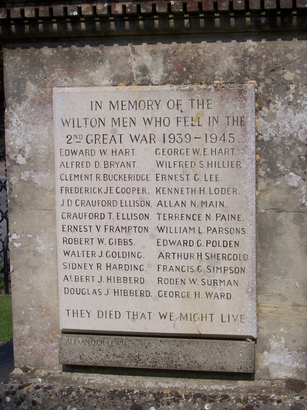 IN MEMORY OF THE
WILTON MEN WHO FELL IN THE
2ND GREAT WAR 1939-1945.
EDWARD W. HART. GEORGE W. E HART.
ALFRED D. BRYANT. WILFRED S. HILLIER.
CLEMENT R. BUCKERIDGE. ERNEST G. LEE.
FREDERICK J E COOPER. KENNETH H. LODER.
J D CRAUFORD ELLISON. ALLAN N. MAIN.
CRAUFORD T. ELLISON. TERRENCE N. PAINE.
ERNEST V FRAMPTON. WILLIAM L. PARSONS.
ROBERT W. GIBBS. EDWARD G. POLDEN.
WALTER J. GOLDING. ARTHUR H SHERGOLD.
SIDNEY R HARDING. FRANCIS G. SIMPSON.
ALBERT J. HIBBERD. RODEN W. SURMAN.
DOUGLAS J HIBBERD. GEORGE H. WARD.
THEY DIED THAT WE MIGHT LIVE
ALEXANDER